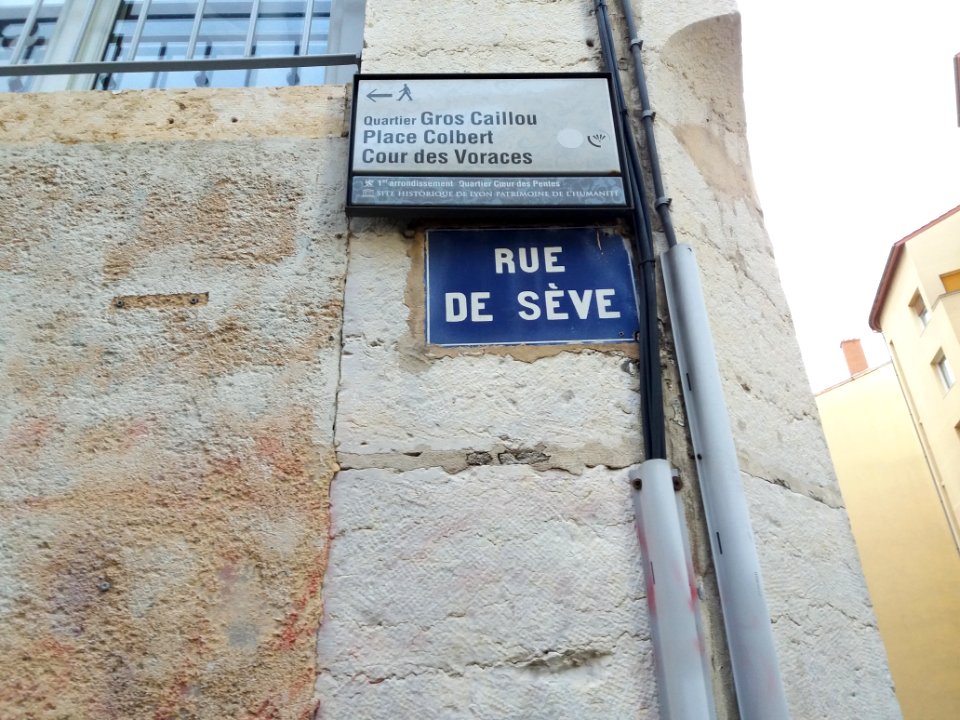 Quartier Gros Caillou
Place Colbert
Cour des Voraces
1er arrondissement Quartier Cœur des Pentes
SITE HISTORIQUE DE LYON PATRIMOINE DE L'HUMANITÉ
RUE
DE SÈVE